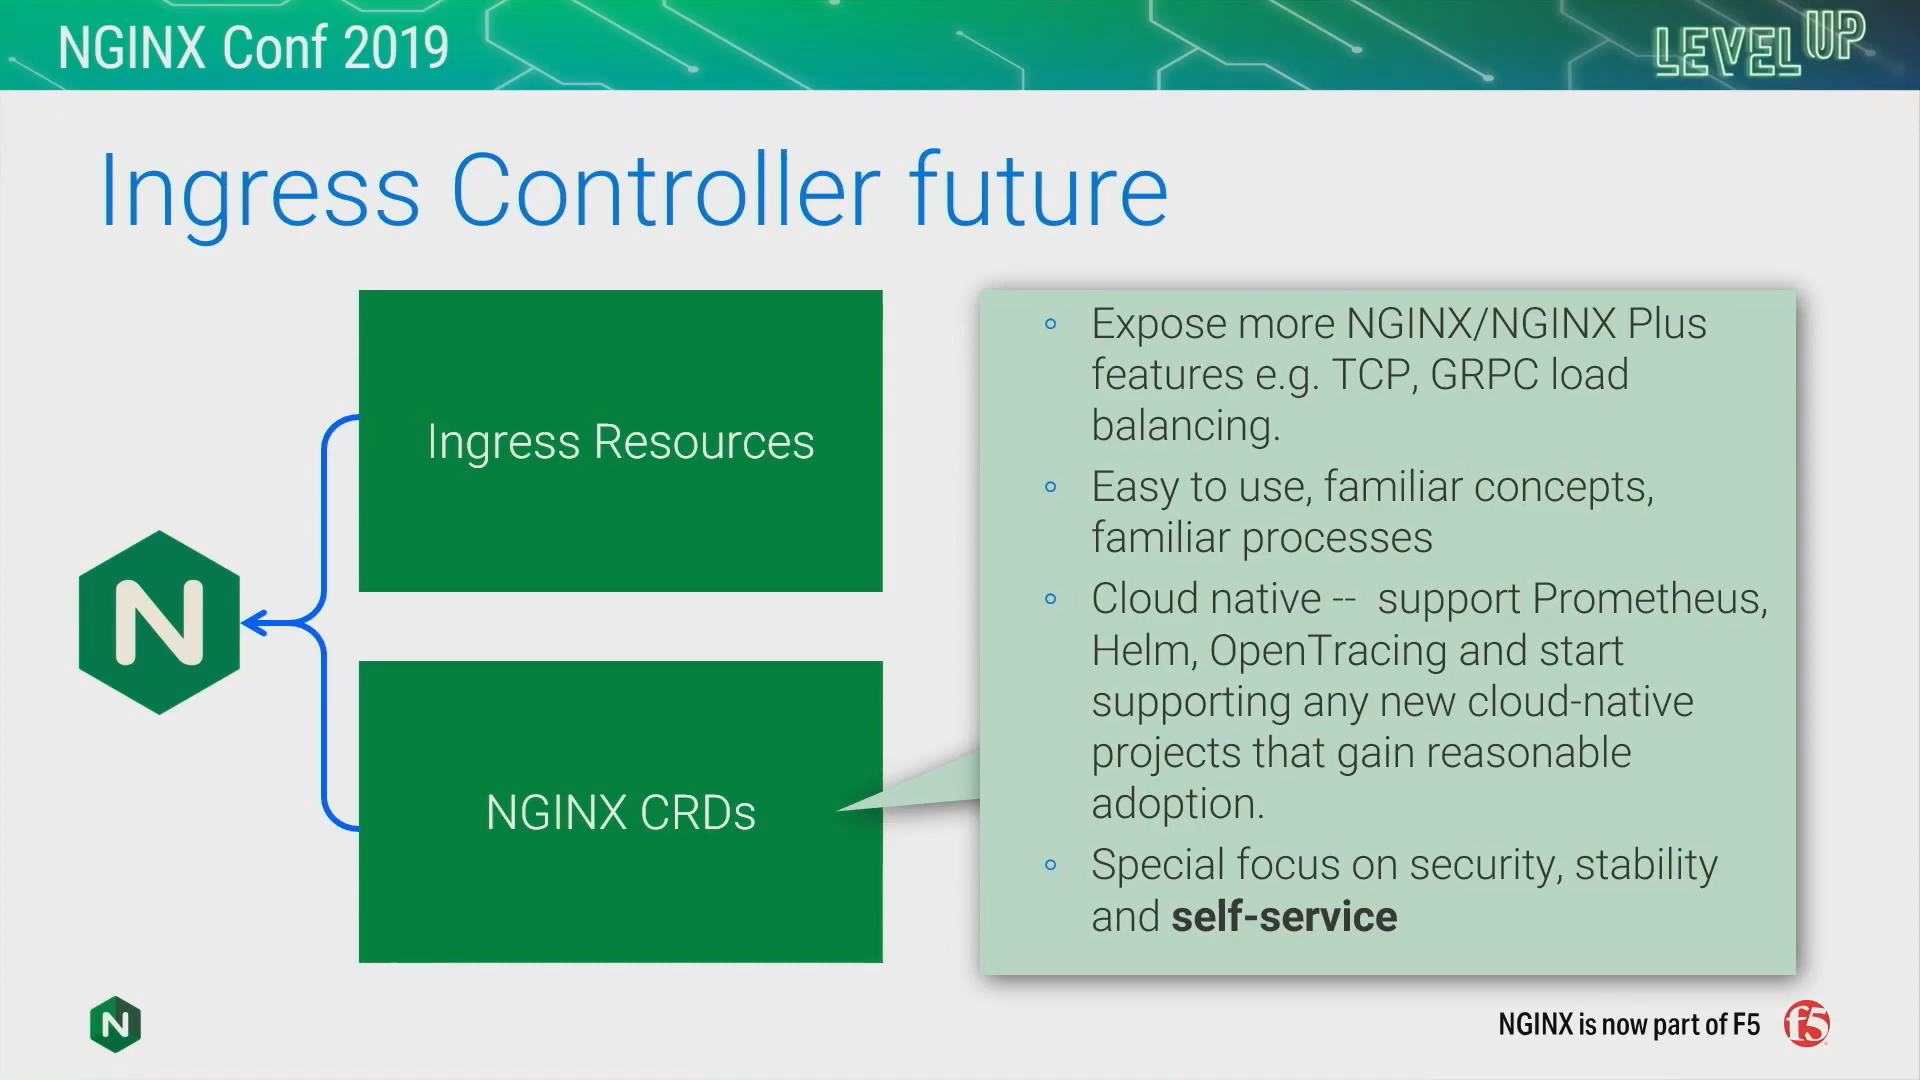 NGINX Conf 2019
LEVEL UP
Ingress Controller future
Ingress Resources
N
NGINX CRDs
◦ Expose more NGINX/NGINX Plus
features e.g. TCP, GRPC load
balancing.
◦ Easy to use, familiar concepts,
familiar processes
◦ Cloud native -- support Prometheus,
Helm, OpenTracing and start
supporting any new cloud-native
projects that gain reasonable
adoption.
◦ Special focus on security, stability
and self-service
N
NGINX is now part of F5
f5